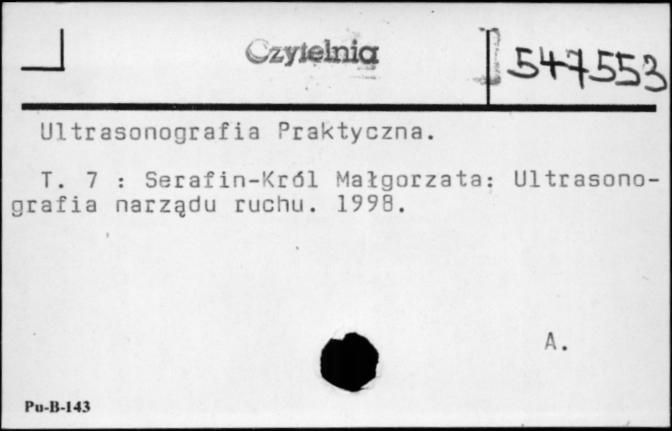 Czytelnia
547553
Ultrasonografia Praktyczna.
T. 7 : Serafin-Król Małgorzata: Ultrasono-
grafia narządu ruchu. 1998.
A.
Pu-B-143